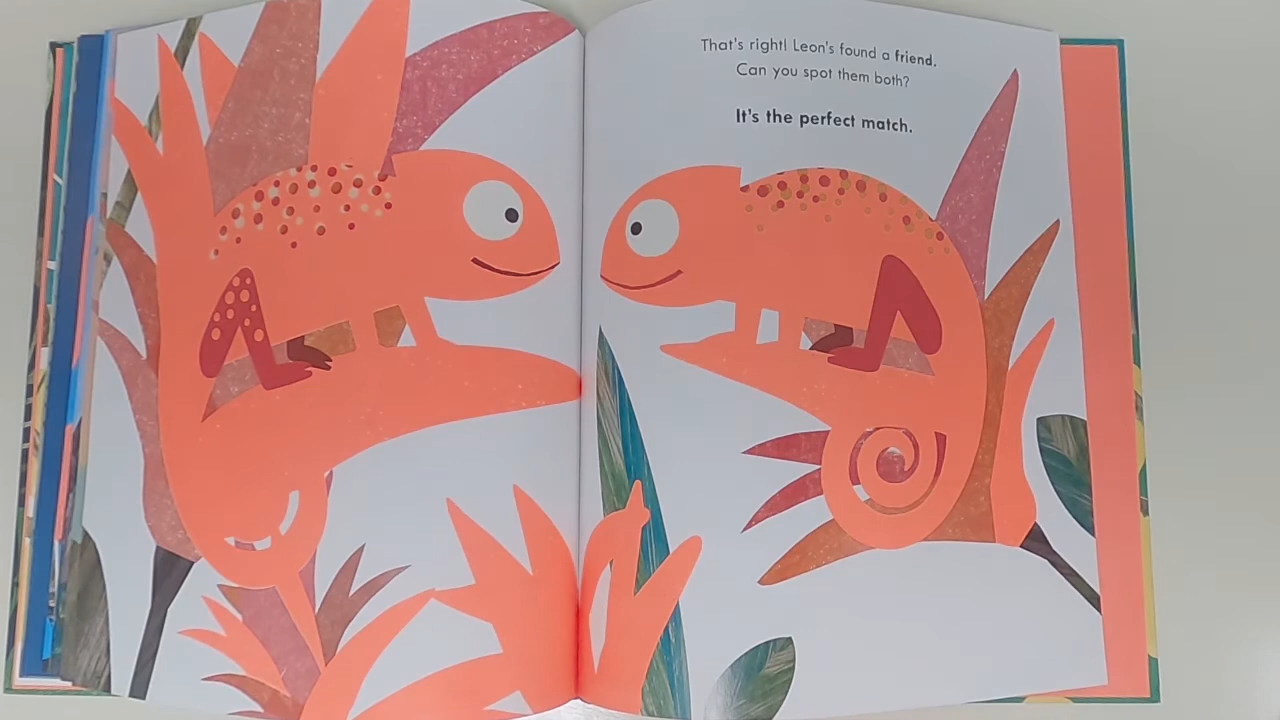 That's right! Leon's found a friend.
Can you spot them both?
It's the perfect match.